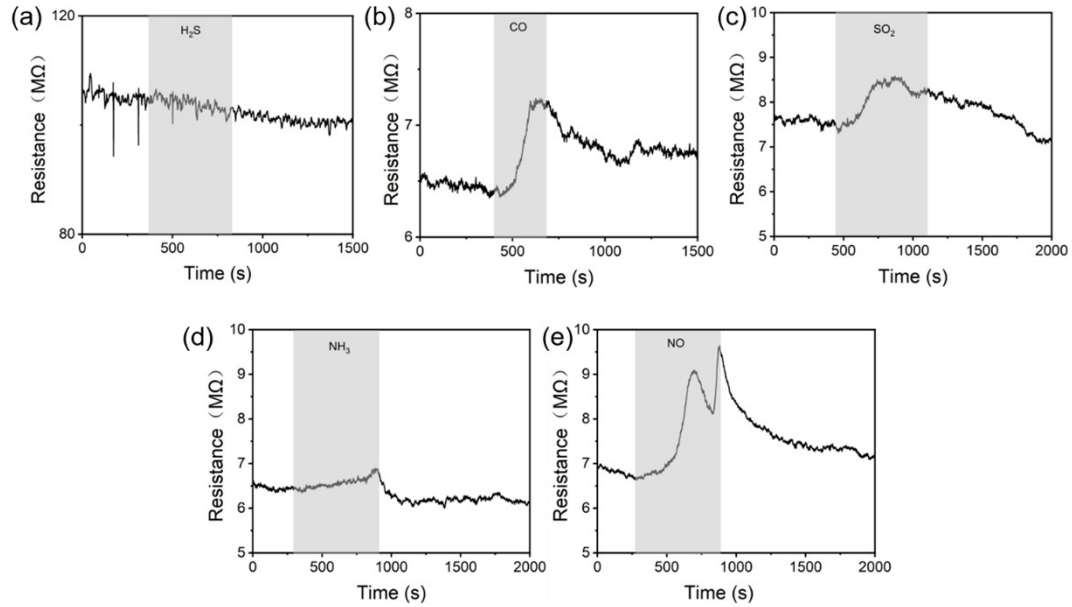 (a)
120
80
H₂S
Resistance（MΩ）
0 500 1000 1500
Time (s)
(b)
8
7
6
CO
Resistance（MΩ）
0 500 1000 1500
Time (s)
(c)
10
9
8
7
6
5
SO₂
Resistance（MΩ）
0 500 1000 1500 2000
Time (s)
(d)
10
9
8
7
6
5
NH₃
Resistance（MΩ）
0 500 1000 1500 2000
Time (s)
(e)
10
9
8
7
6
5
NO
Resistance（MΩ）
0 500 1000 1500 2000
Time (s)